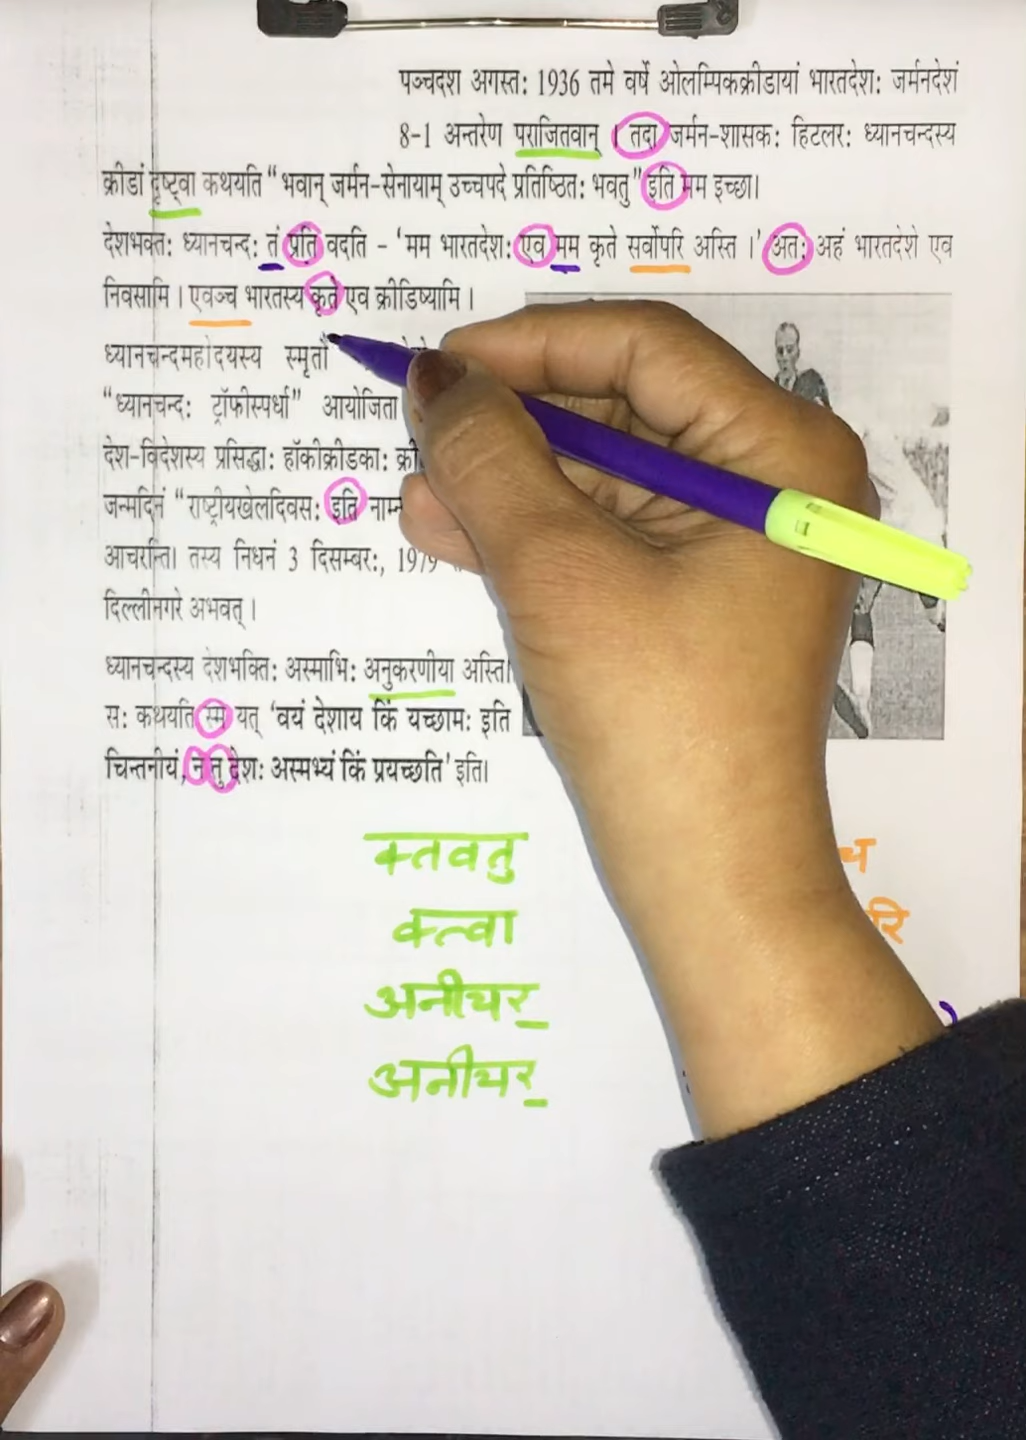 पञ्चदश अगस्त: 1936 तमे वर्षे ओलम्पिकक्रीडायां भारतदेश: जर्मनदेशं
8-1 अन्तरेण पराजितवान् । तदा जर्मन-शासक: हिटलर: ध्यानचन्दस्य
क्रीडां दृष्ट्वा कथयति “ भवान् जर्मन-सेनायाम् उच्चपदे प्रतिष्ठित: भवतु ” इति मम इच्छा।
देशभक्त: ध्यानचन्द: तं प्रति वदति - ‘मम भारतदेश: एव मम कृते सर्वोपरि अस्ति ।’ अत: अहं भारतदेशे एव
निवसामि । एवञ्च भारतस्य कृते एव क्रीडिष्यामि ।
ध्यानचन्दमहोदयस्य स्मृतौ
“ध्यानचन्द: ट्रॉफीस्पर्धा” आयोजिता
देश-विदेशस्य प्रसिद्धा: हॉकीक्रीडका:
जन्मदिनं “राष्ट्रीयखेलदिवस: इति
आचरन्ति। तस्य निधनं 3 दिसम्बर:, 1979
दिल्लीनगरे अभवत् ।
ध्यानचन्दस्य देशभक्ति: अस्माभि: अनुकरणीया अस्ति।
स: कथयति स्म यत् ‘वयं देशाय किं यच्छाम: इति
चिन्तनीयं, न तु देश: अस्मभ्यं किं प्रयच्छति’ इति।
क्तवतु
क्त्वा
अनीयर्
अनीयर्